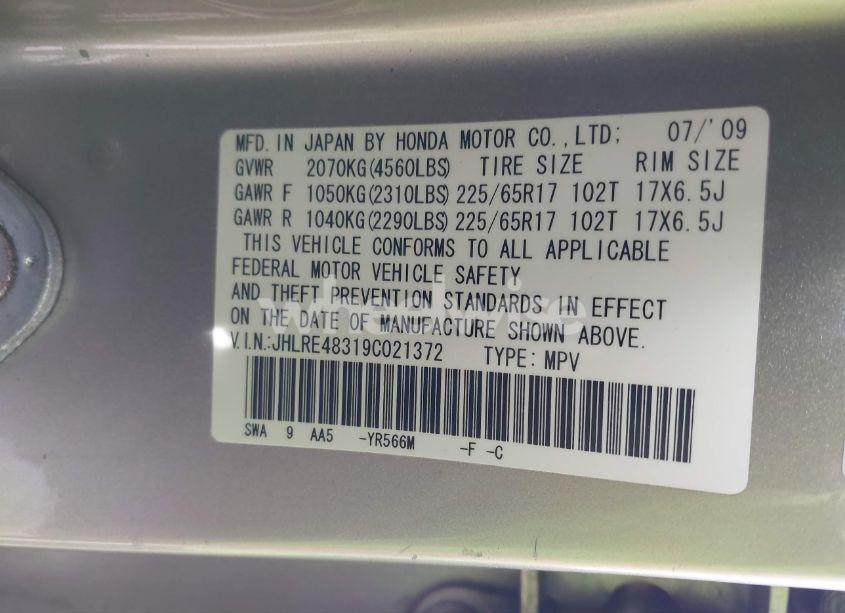 MFD. IN JAPAN BY HONDA MOTOR CO.,LTD; 07/'09
GVWR 2070KG(4560LBS) TIRE SIZE RIM SIZE
GAWR F 1050KG(2310LBS) 225/65R17 102T 17X6.5J
GAWR R 1040KG(2290LBS) 225/65R17 102T 17X6.5J
THIS VEHICLE CONFORMS TO ALL APPLICABLE
FEDERAL MOTOR VEHICLE SAFETY
AND THEFT PREVENTION STANDARDS IN EFFECT
wheelwise
ON THE DATE OF MANUFACTURE SHOWN ABOVE.
V.I.N.:JHLRE48319C021372 TYPE: MPV
SWA 9 AA5 -YR566M -F -C